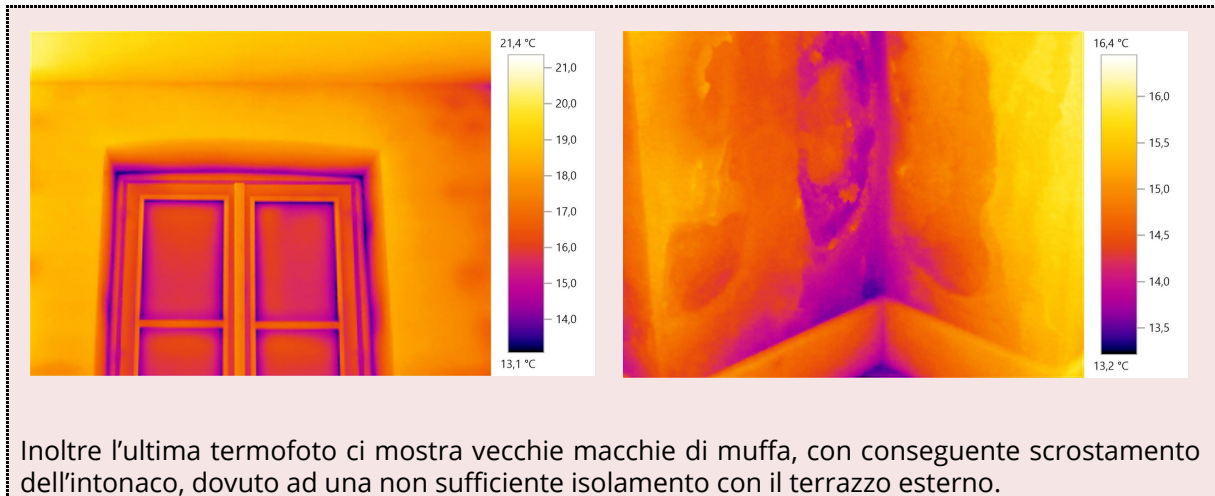 21,4 °C
21,0
20,0
19,0
18,0
17,0
16,0
15,0
14,0
13,1 °C
16,4 °C
16,0
15,5
15,0
14,5
14,0
13,5
13,2 °C
Inoltre l’ultima termofoto ci mostra vecchie macchie di muffa, con conseguente scrostamento
dell’intonaco, dovuto ad una non sufficiente isolamento con il terrazzo esterno.